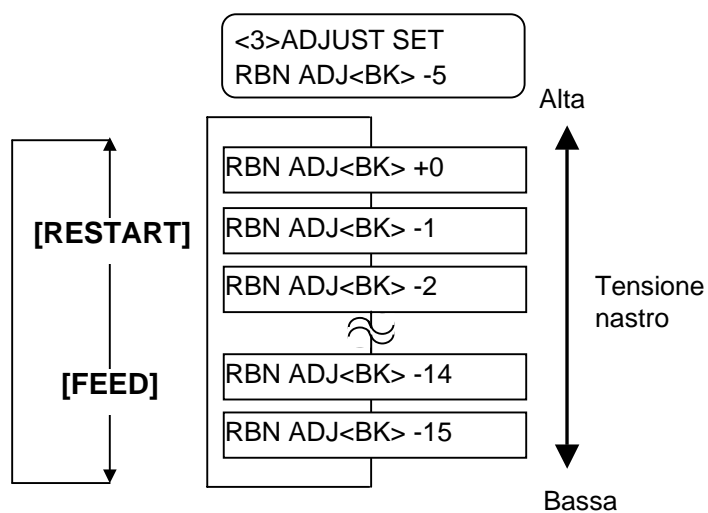 <3>ADJUST SET
RBN ADJ<BK> -5
Alta
RBN ADJ<BK> +0
[RESTART]
RBN ADJ<BK> -1
RBN ADJ<BK> -2
Tensione
nastro
[FEED]
RBN ADJ<BK> -14
RBN ADJ<BK> -15
Bassa